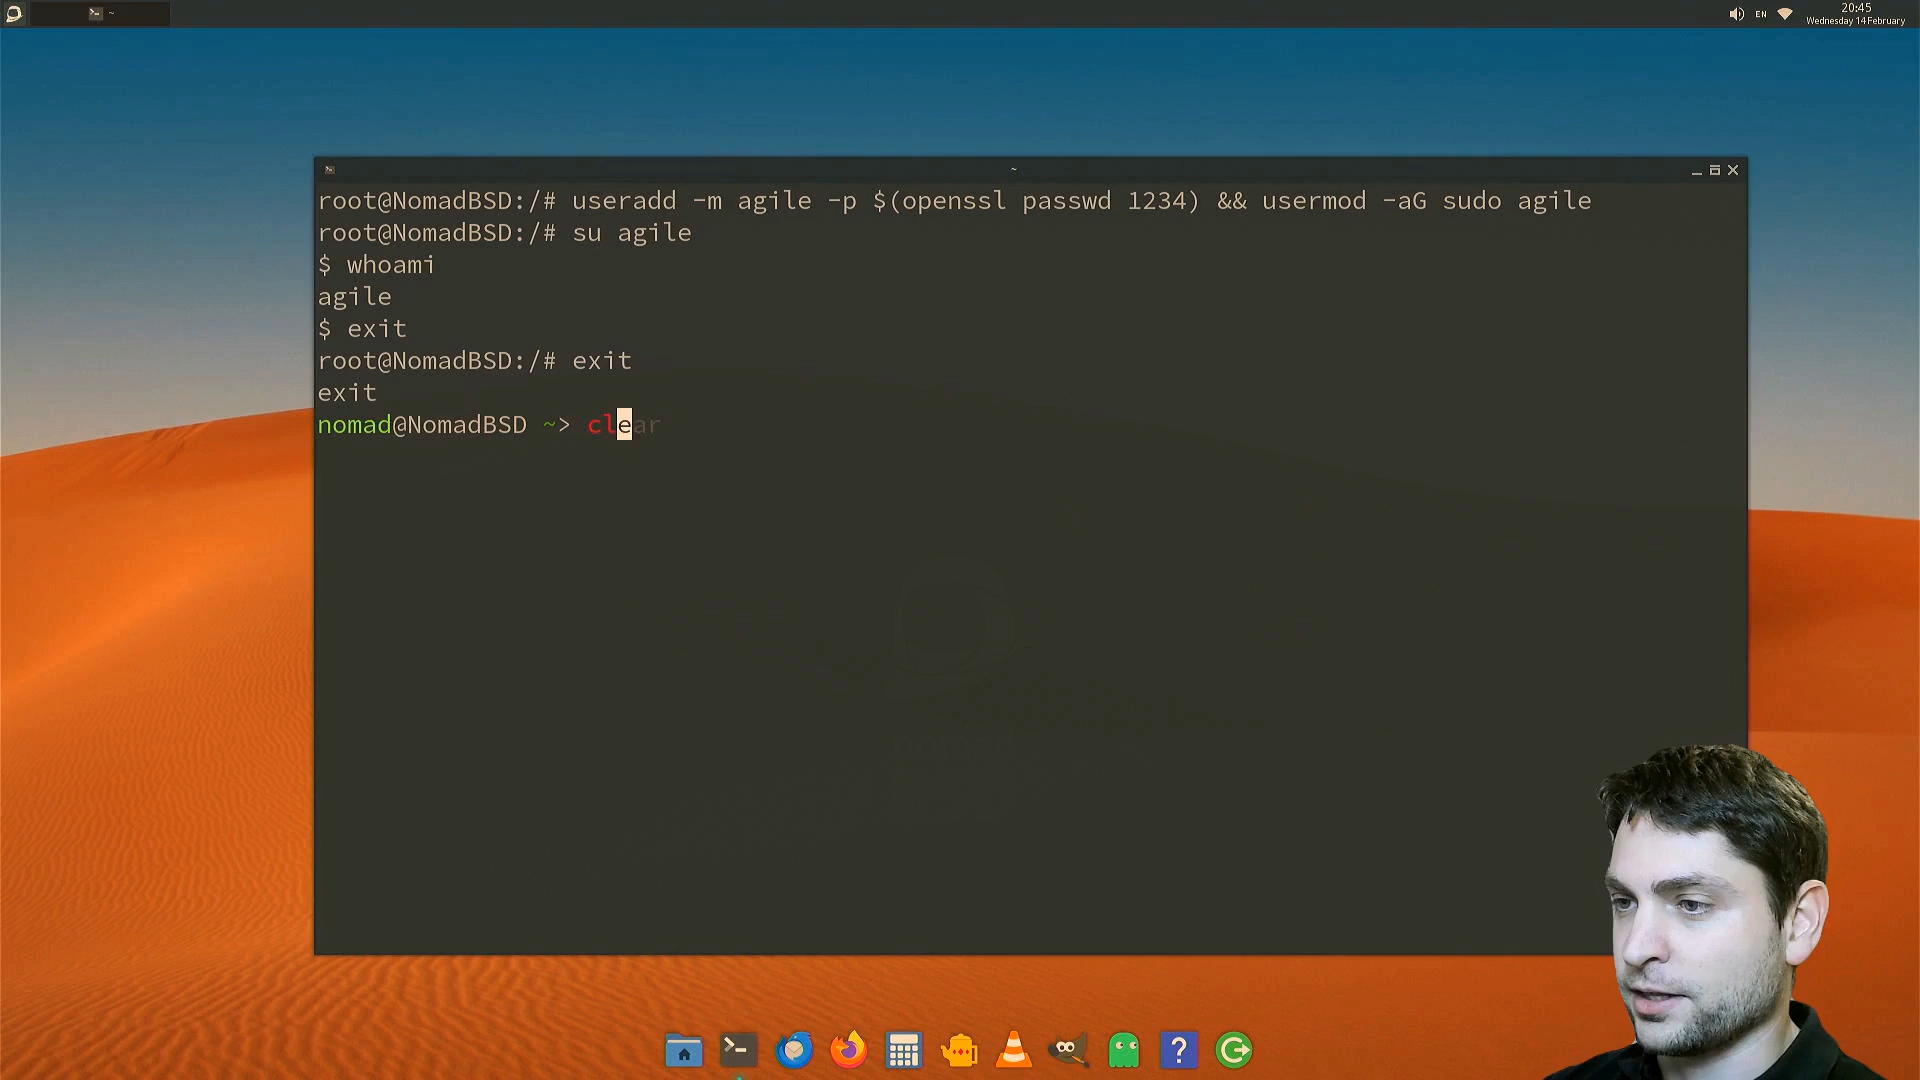 ~
EN
20:45
Wednesday 14 February
~
root@NomadBSD:/# useradd -m agile -p $(openssl passwd 1234) && usermod -aG sudo agile
root@NomadBSD:/# su agile
$ whoami
agile
$ exit
root@NomadBSD:/# exit
exit
nomad@NomadBSD ~> clear